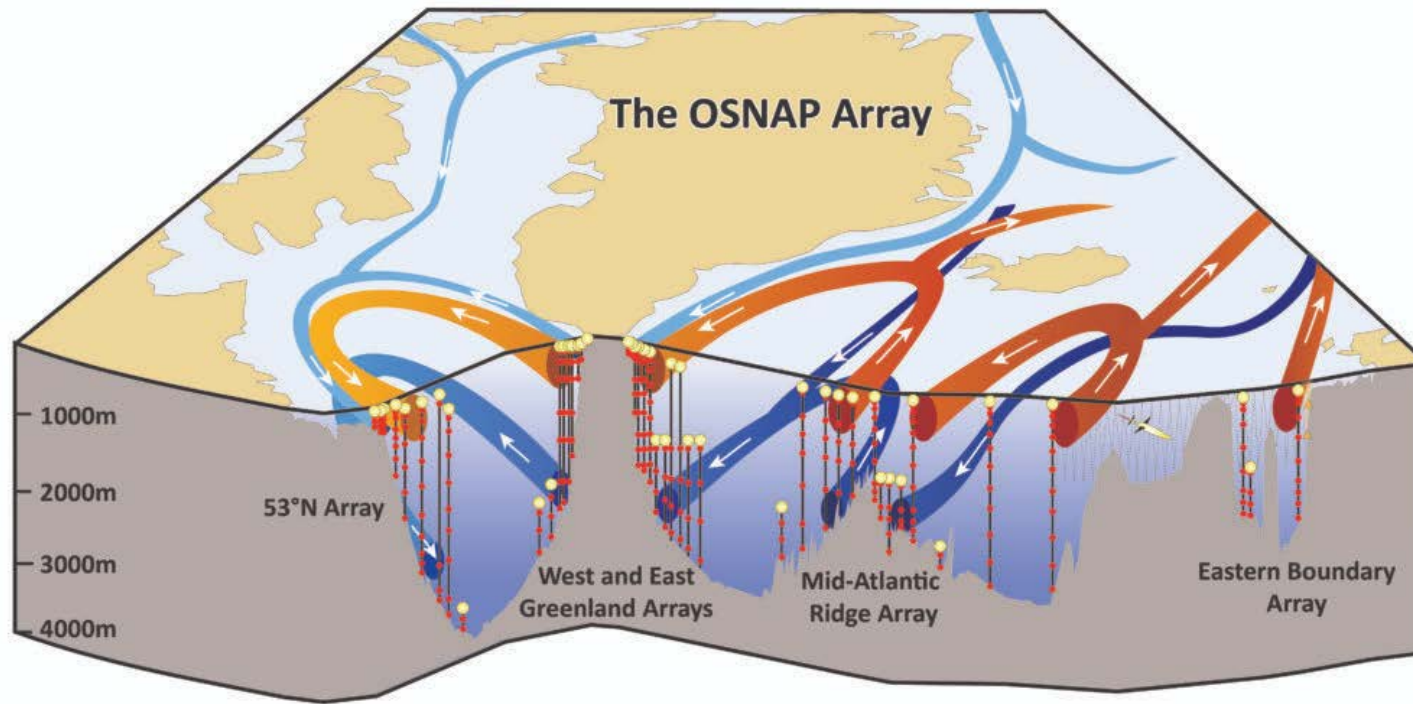 The OSNAP Array
1000m
2000m
3000m
4000m
53°N Array
West and East
Greenland Arrays
Mid-Atlantic
Ridge Array
Eastern Boundary
Array